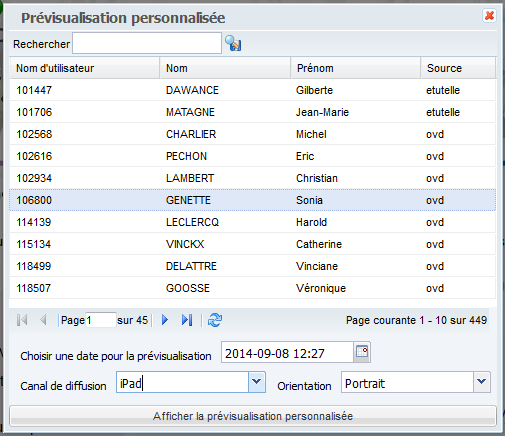 Prévisualisation personnalisée
Rechercher
Nom d'utilisateur Nom Prénom Source
101447 DAWANCE Gilberte etutelle
101706 MATAGNE Jean-Marie etutelle
102568 CHARLIER Michel ovd
102616 PECHON Eric ovd
102934 LAMBERT Christian ovd
106800 GENETTE Sonia ovd
114139 LECLERCQ Harold ovd
115134 VINCKX Catherine ovd
118499 DELATTRE Vinciane ovd
118507 GOOSSE Véronique ovd
Page 1 sur 45 Page courante 1 - 10 sur 449
Choisir une date pour la prévisualisation 2014-09-08 12:27
Canal de diffusion iPad Orientation Portrait
Afficher la prévisualisation personnalisée